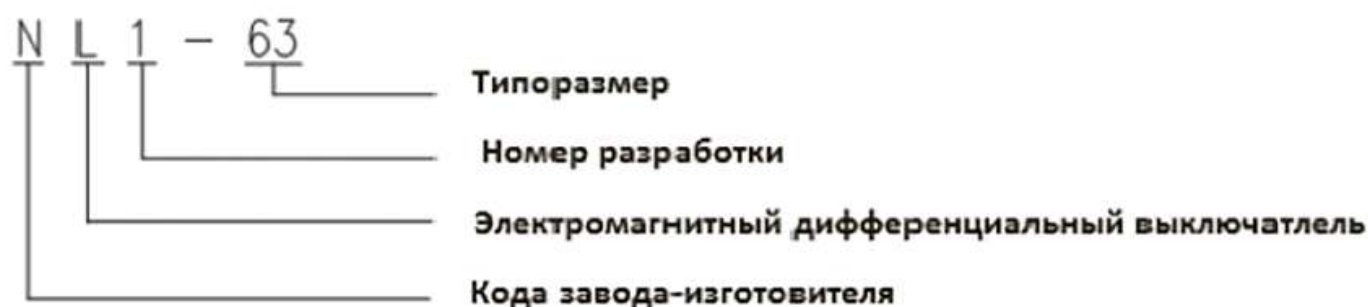 N L 1 - 63
Типоразмер
Номер разработки
Электромагнитный дифференциальный выключатлель
Кода завода-изготовителя